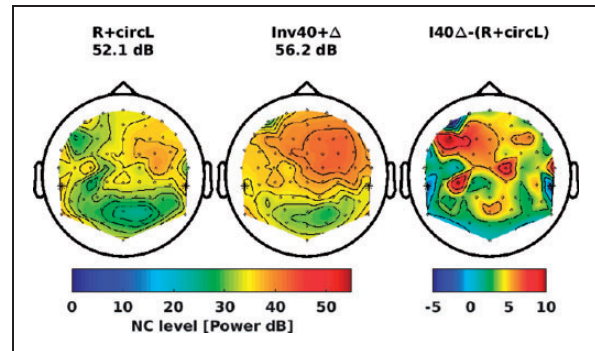 R+circL
52.1 dB
Inv40+Δ
56.2 dB
I40Δ-(R+circL)
0 10 20 30 40 50
NC level [Power dB]
-5 0 5 10